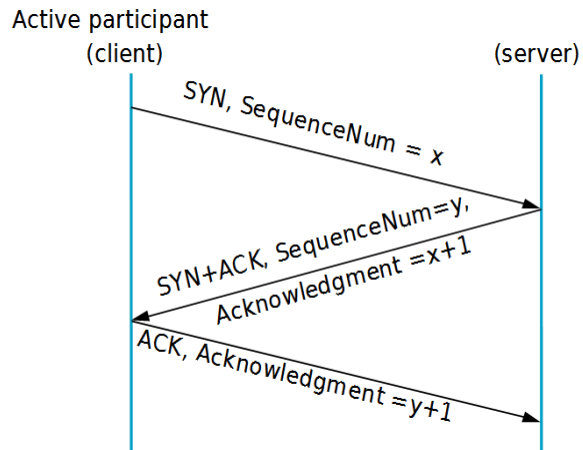 Active participant
(client)
(server)
SYN, SequenceNum = x
SYN+ACK, SequenceNum=y,
Acknowledgment =x+1
ACK, Acknowledgment =y+1